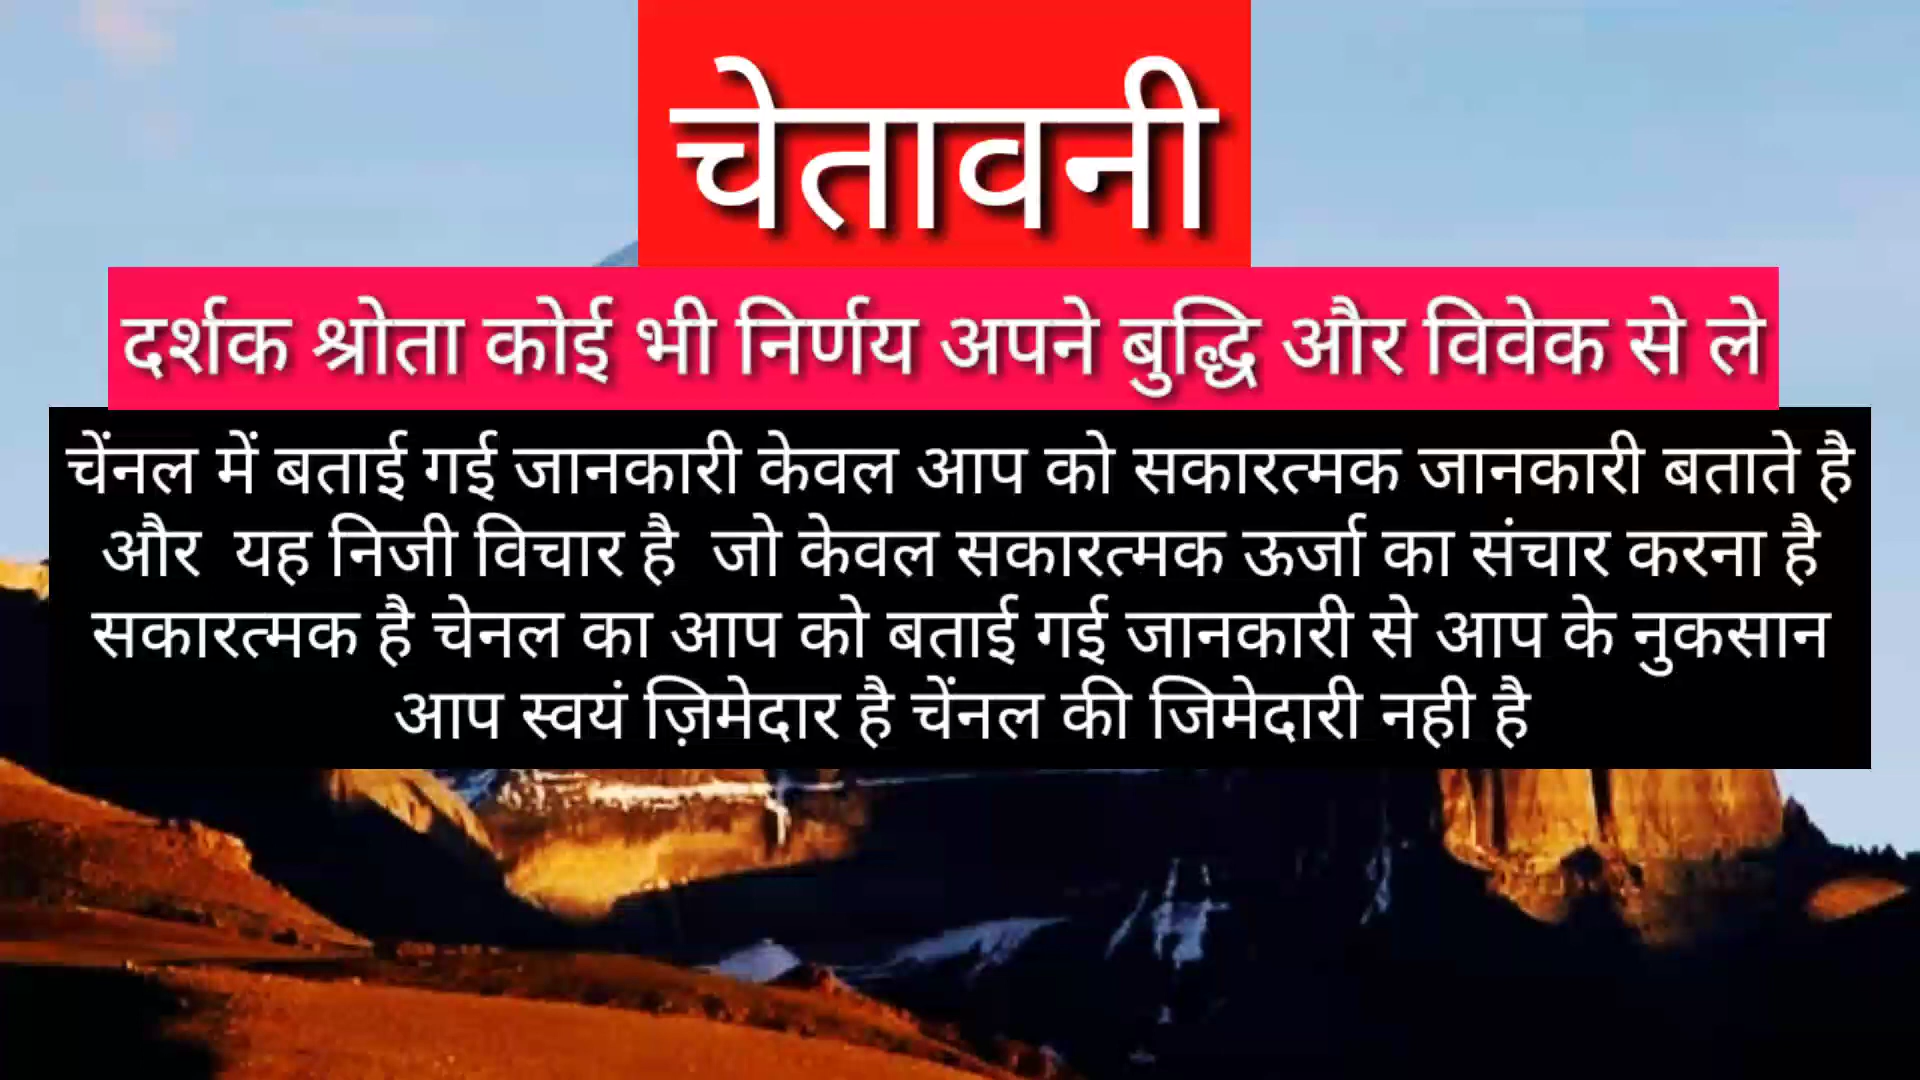 चेतावनी
दर्शक श्रोता कोई भी निर्णय अपने बुद्धि और विवेक से ले
चेंनल में बताई गई जानकारी केवल आप को सकारत्मक जानकारी बताते है
और यह निजी विचार है जो केवल सकारत्मक ऊर्जा का संचार करना है
सकारत्मक है चेनल का आप को बताई गई जानकारी से आप के नुकसान
आप स्वयं ज़िमेदार है चेंनल की जिमेदारी नही है